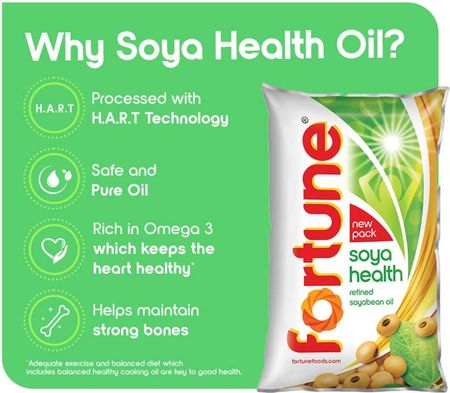 Why Soya Health Oil?
H.A.R.T
Processed with
H.A.R.T Technology
Safe and
Pure Oil
Rich in Omega 3
which keeps the
heart healthy*
Helps maintain
strong bones
*Adequate exercise and balanced diet which
includes balanced healthy cooking oil are key to good health.
fortune®
new
pack
soya
health
refined
soyabean oil
fortunefoods.com